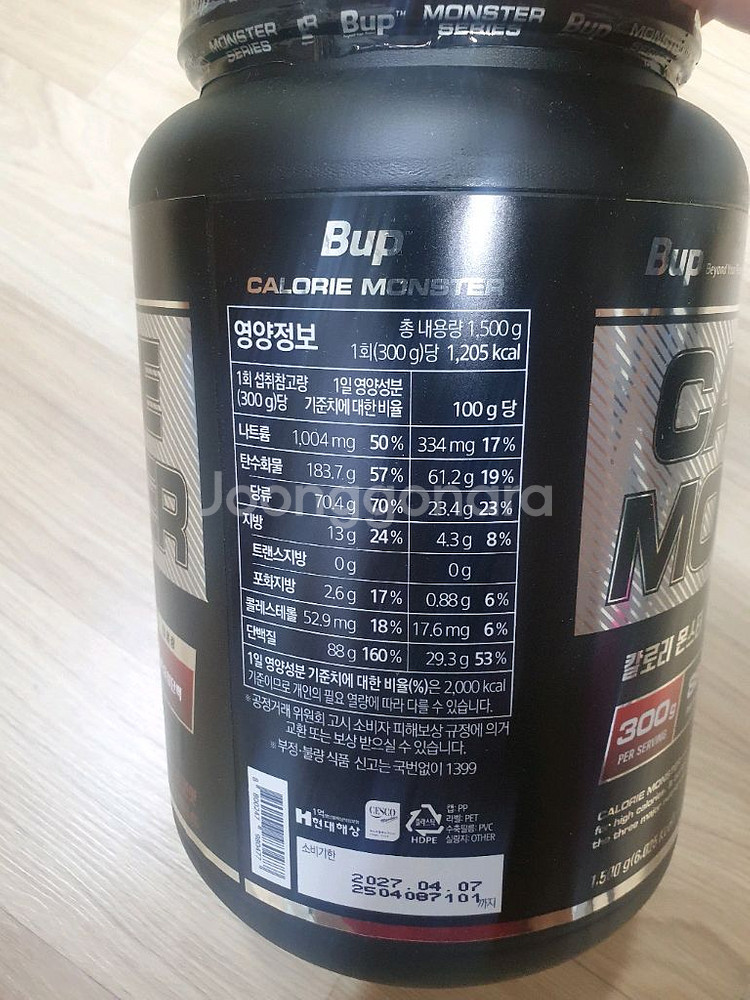 MONSTER SERIES
Bup™
MONSTER SERIES
Bup
Bup
CALORIE MONSTER
영양정보
총 내용량 1,500 g
1회(300 g)당 1,205 kcal
1회 섭취참고량 (300 g)당 1일 영양성분 기준치에 대한 비율 100 g 당
나트륨 1,004 mg 50% 334 mg 17%
탄수화물 183.7 g 57% 61.2 g 19%
당류 70.4 g 70% 23.4 g 23%
지방 13 g 24% 4.3 g 8%
트랜스지방 0 g 0 g
포화지방 2.6 g 17% 0.88 g 6%
콜레스테롤 52.9 mg 18% 17.6 mg 6%
단백질 88 g 160% 29.3 g 53%
1일 영양성분 기준치에 대한 비율(%)은 2,000 kcal
기준이므로 개인의 필요 열량에 따라 다를 수 있습니다.
※공정거래 위원회 고시 소비자 피해보상 규정에 의거
교환 또는 보상 받으실 수 있습니다.
※ 부정·불량 식품 신고는 국번없이 1399
현대해상
CESCO
플라스틱
HDPE
캡: PP
라벨: PET
수축필름: PVC
실링지: OTHER
소비기한
2027.04.07
2504087101까지
Bup
칼로리 몬스
300g
PER SERVING
CALORIE MONSTER
Joonggonara